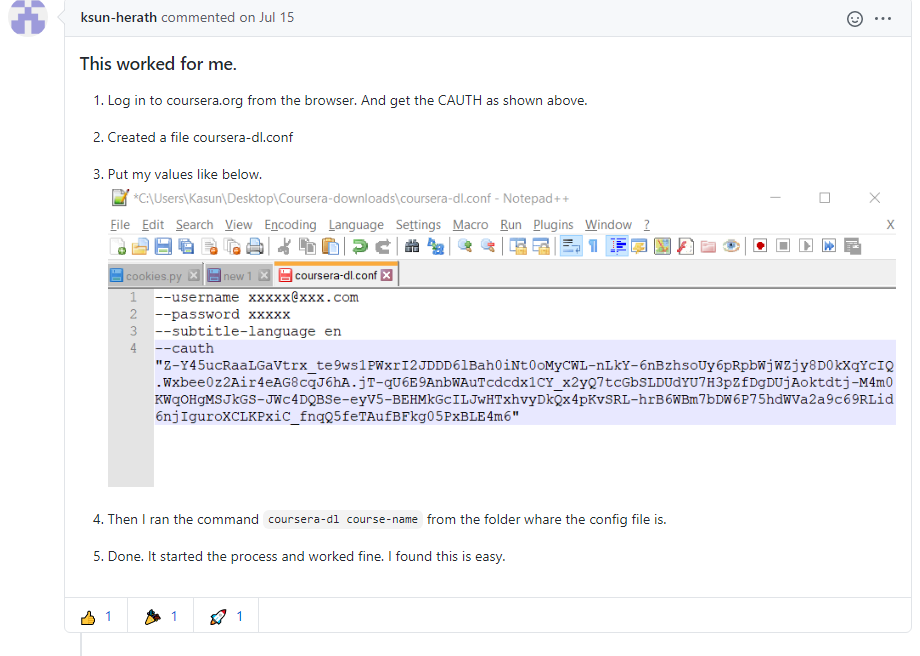 ksun-herath commented on Jul 15
This worked for me.
1. Log in to coursera.org from the browser. And get the CAUTH as shown above.
2. Created a file coursera-dl.conf
3. Put my values like below.
*C:\Users\Kasun\Desktop\Coursera-downloads\coursera-dl.conf - Notepad++
File Edit Search View Encoding Language Settings Macro Run Plugins Window ? X
cookies.py new 1 coursera-dl.conf
1 --username xxxxx@xxx.com
2 --password xxxxx
3 --subtitle-language en
4 --cauth
"Z-Y45ucRaaLGaVtrx_te9ws1PWxrI2JDDD6lBah0iNt0oMyCWL-nLkY-6nBzhsoUy6pRpbWjWZjy8D0kXqYcIQ
.Wxbee0z2Air4eAG8cqJ6hA.jT-qU6E9AnbWAuTcdcdx1CY_x2yQ7tcGbSLDUdYU7H3pZfDgDUjAoktdtj-M4m0
KWqOHgMSJkGS-JWc4DQBSe-eyV5-BEHMkGcILJwHTxhvyDkQx4pKvSRL-hrB6WBm7bDW6P75hdWVa2a9c69RLid
6njIguroXCLKPxiC_fnqQ5feTAufBFkg05PxBLE4m6"
4. Then I ran the command coursera-dl course-name from the folder whare the config file is.
5. Done. It started the process and worked fine. I found this is easy.
1 1 1